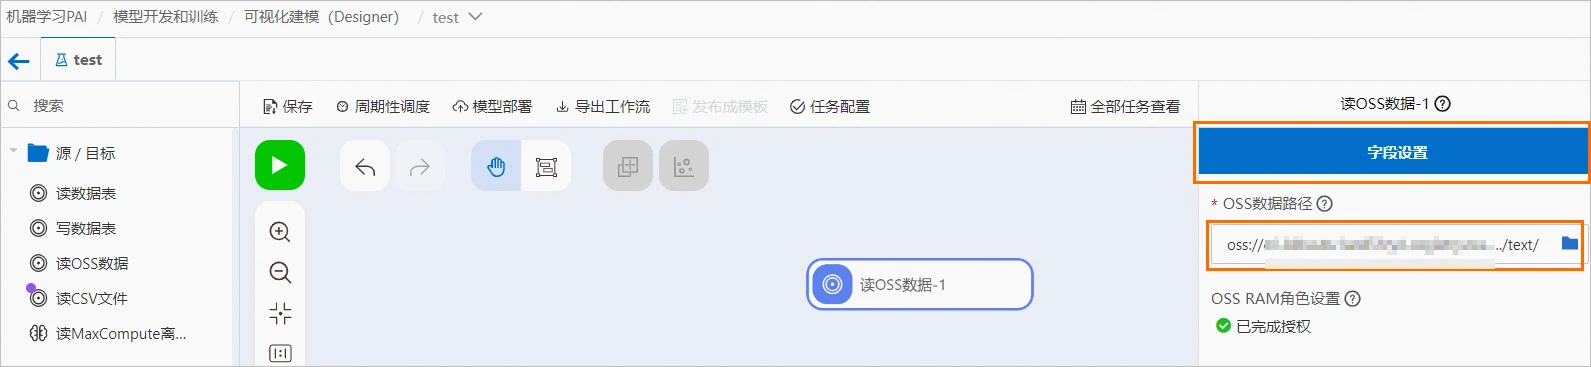 机器学习PAI / 模型开发和训练 / 可视化建模（Designer） / test
test
搜索
保存 周期性调度 模型部署 导出工作流 发布成模板 任务配置 全部任务查看
源 / 目标
读数据表
写数据表
读OSS数据
读CSV文件
读MaxCompute离...
1:1
读OSS数据-1
读OSS数据-1
字段设置
* OSS数据路径
oss:// .../text/
OSS RAM角色设置
已完成授权